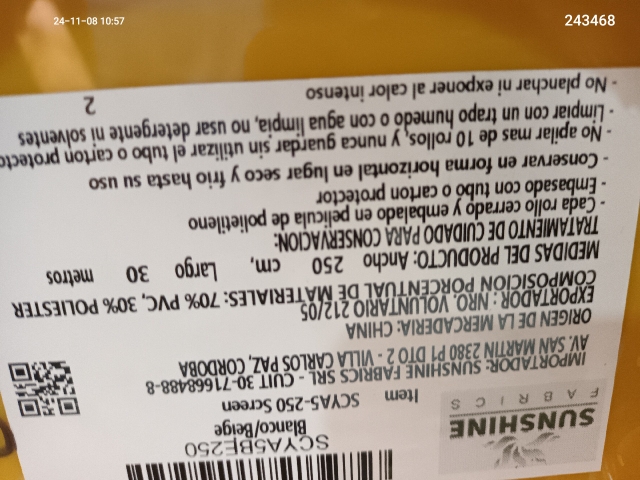 24-11-08 10:57
243468
SUNSHINE
FABRICS
SCYA5BE250
Blanco/Beige
Item SCYA5-250 Screen
IMPORTADOR: SUNSHINE FABRICS SRL - CUIT 30-71668488-8
AV. SAN MARTIN 2380 P1 DTO 2 - VILLA CARLOS PAZ, CORDOBA
ORIGEN DE LA MERCADERIA: CHINA
EXPORTADOR: NRO. VOLUNTARIO 212/05
COMPOSICION PORCENTUAL DE MATERIALES: 70% PVC, 30% POLIESTER
MEDIDAS DEL PRODUCTO: Ancho 250 cm, Largo 30 metros
TRATAMIENTO DE CUIDADO PARA CONSERVACION:
- Cada rollo cerrado y embalado en pelicula de polietileno
- Embasado con tubo o carton protector
- Conservar en forma horizontal en lugar seco y frio hasta su uso
- No apilar mas de 10 rollos, y nunca guardar sin utilizar el tubo o carton protecto
- Limpiar con un trapo humedo o con agua limpia, no usar detergente ni solventes
- No planchar ni exponer al calor intenso
2